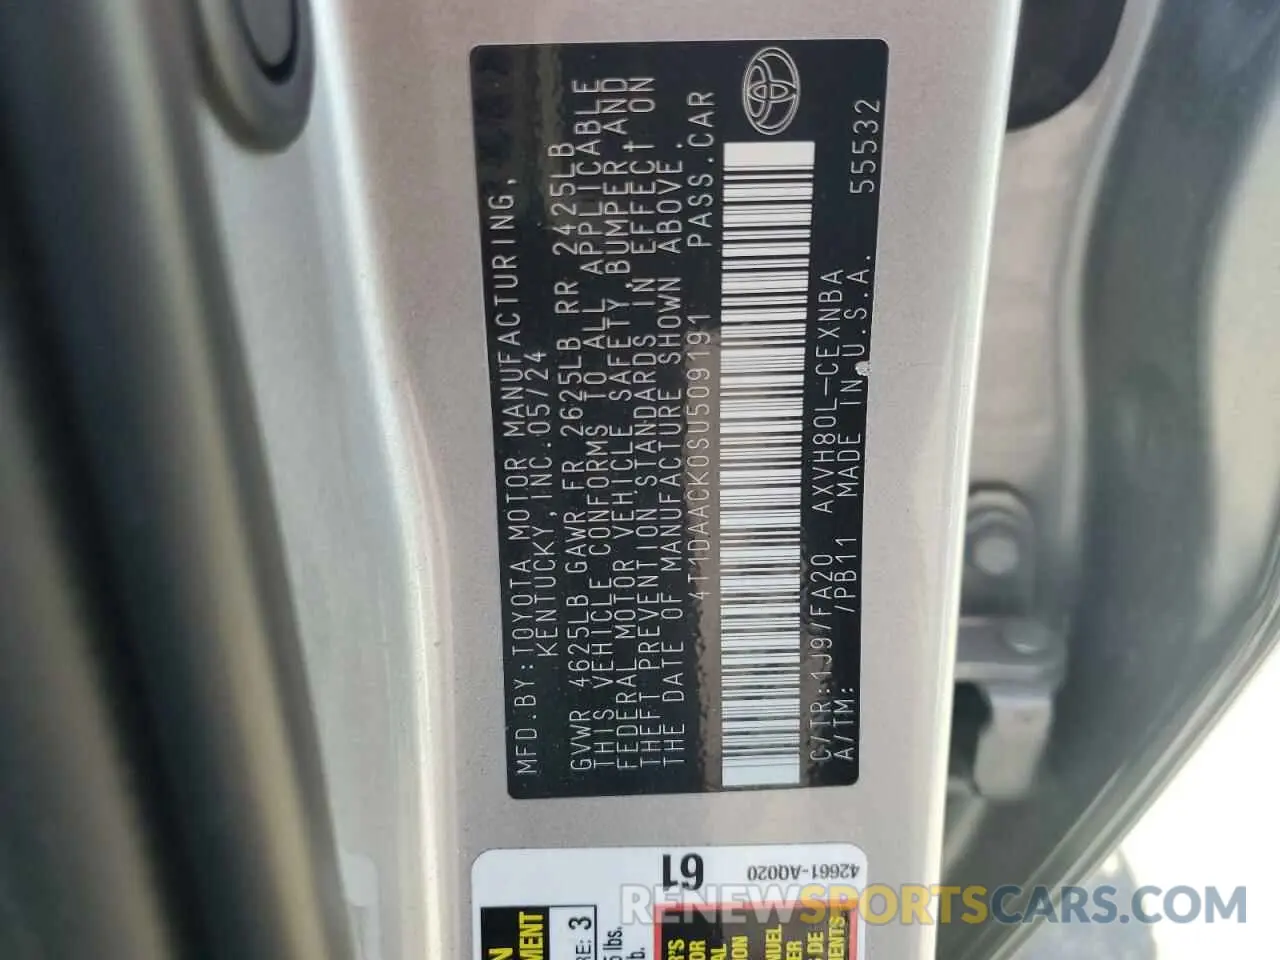 MFD.BY:TOYOTA MOTOR MANUFACTURING,
KENTUCKY,INC.05/24
GVWR 4625LB GAWR FR 2625LB RR 2425LB
THIS VEHICLE CONFORMS TO ALL APPLICABLE
FEDERAL MOTOR VEHICLE SAFETY,BUMPER,AND
THEFT PREVENTION STANDARDS IN EFFECT ON
THE DATE OF MANUFACTURE SHOWN ABOVE.
4T1DAACK0SU509191 PASS.CAR
C/TR:1J9/FA20 AXVH80L-CEXNBA
A/TM: /PB11 MADE IN U.S.A. 55532
61
42661-AQ020
RENEWSPORTSCARS.COM